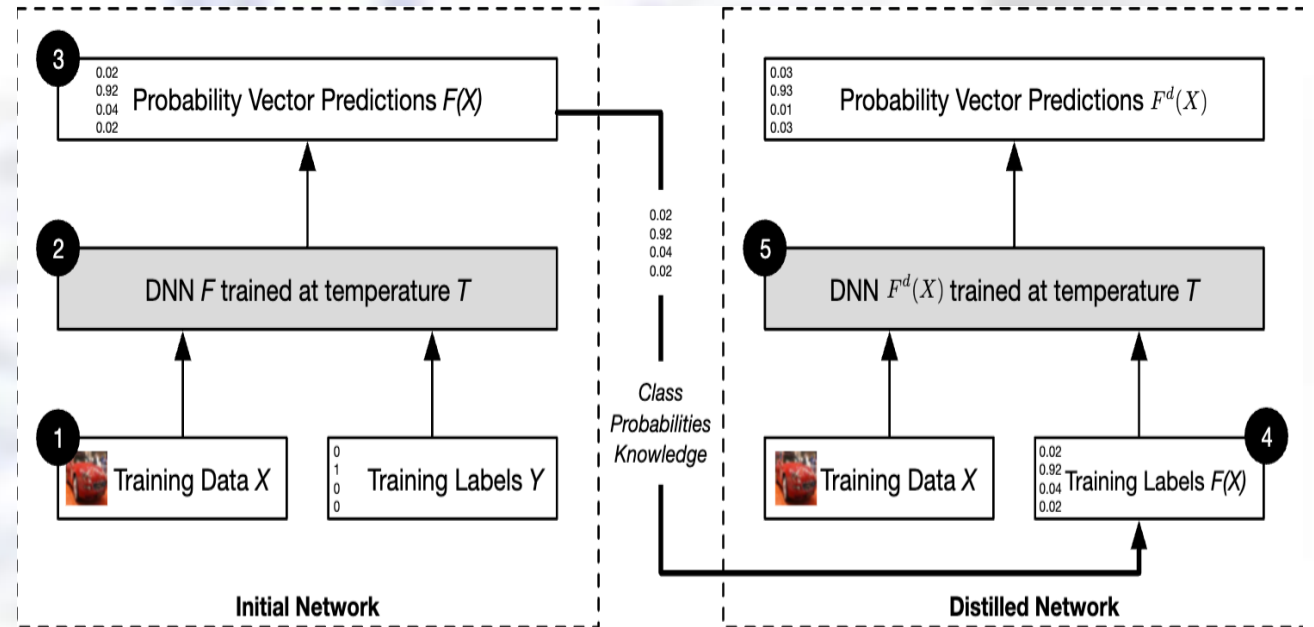 3
0.02
0.92
0.04
0.02
Probability Vector Predictions F(X)
2
DNN F trained at temperature T
1
Training Data X
0
1
0
0
Training Labels Y
Initial Network
0.02
0.92
0.04
0.02
Class
Probabilities
Knowledge
0.03
0.93
0.01
0.03
Probability Vector Predictions F^d(X)
5
DNN F^d(X) trained at temperature T
Training Data X
4
0.02
0.92
0.04
0.02
Training Labels F(X)
Distilled Network